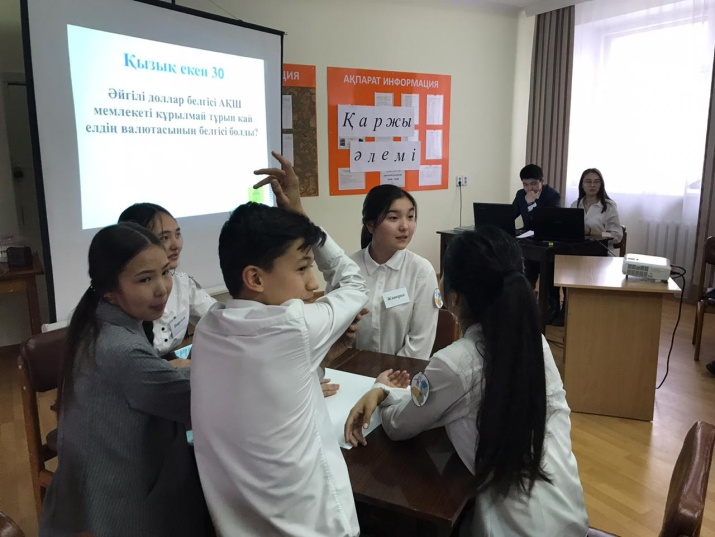 Қызық екен 30
Әйгілі доллар белгісі АҚШ
мемлекеті құрылмай тұрып қай
елдің валютасының белгісі болды?
АҚПАРАТ ИНФОРМАЦИЯ
Қаржы
әлемі